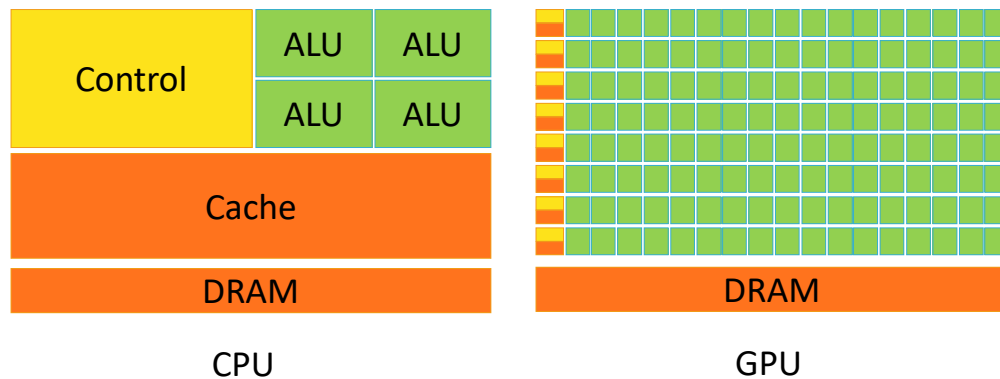 Control
ALU ALU
ALU ALU
Cache
DRAM
CPU
DRAM
GPU